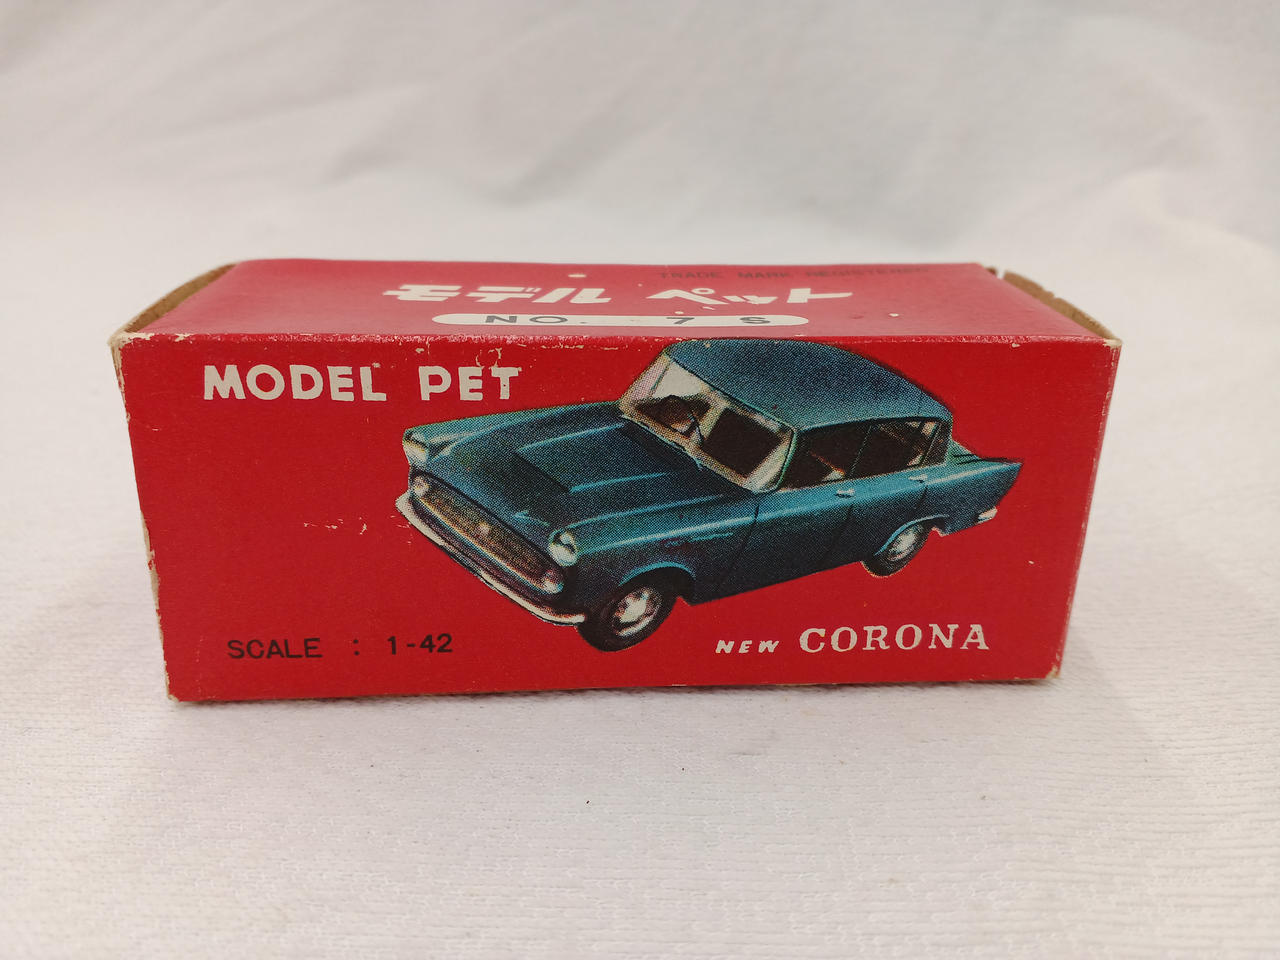 TRADE MARK REGISTERED
モデル ペット
NO. 7 S
MODEL PET
SCALE : 1-42
NEW CORONA